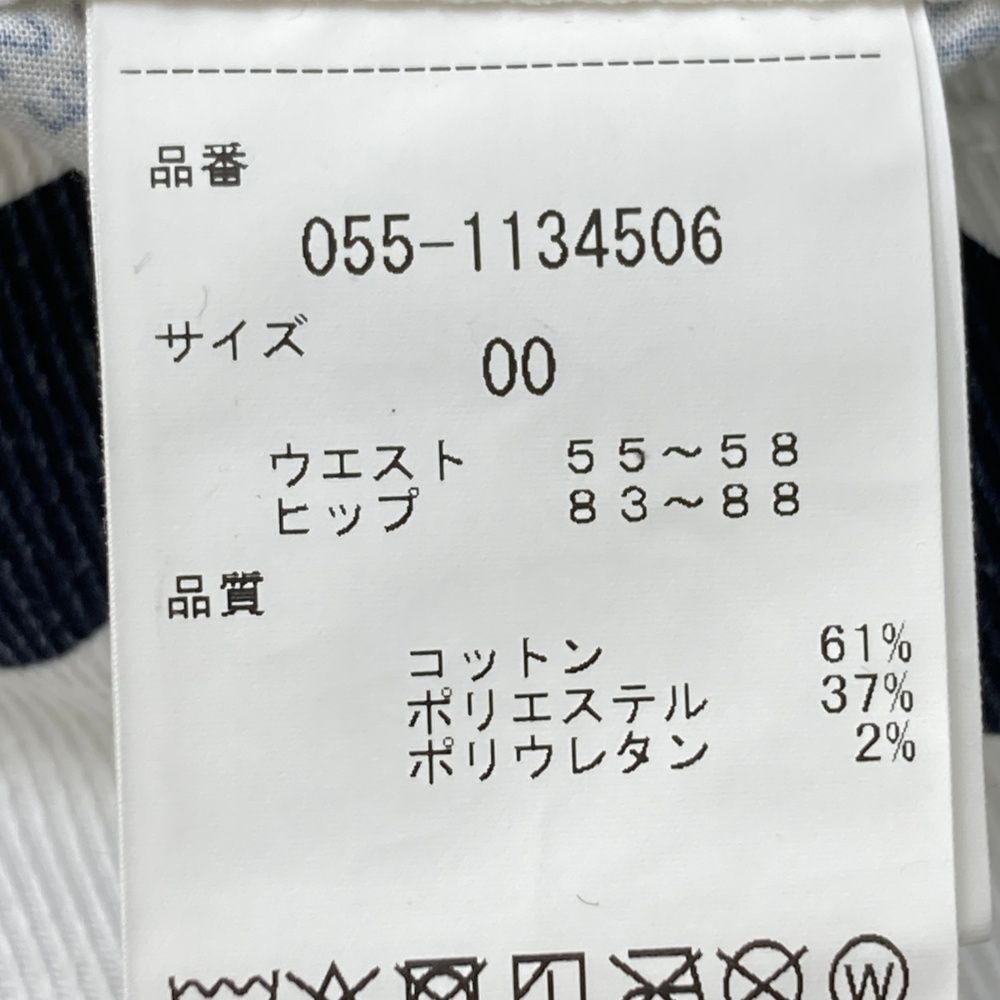 品番
055-1134506
サイズ
00
ウエスト 55～58
ヒップ 83～88
品質
コットン 61%
ポリエステル 37%
ポリウレタン 2%
W